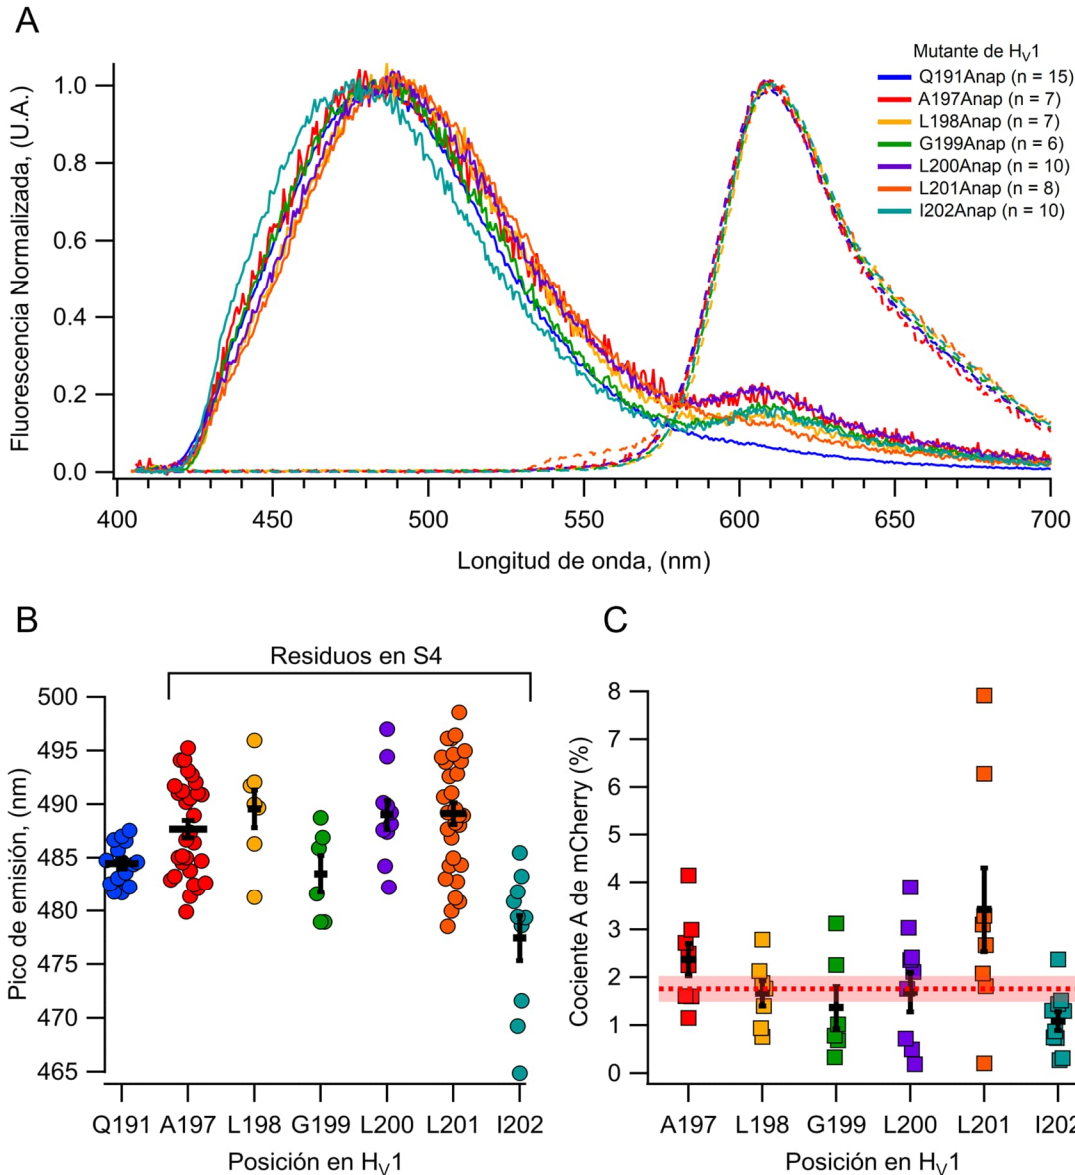 A
Mutante de HV1
Q191Anap (n = 15)
A197Anap (n = 7)
L198Anap (n = 7)
G199Anap (n = 6)
L200Anap (n = 10)
L201Anap (n = 8)
I202Anap (n = 10)
Fluorescencia Normalizada, (U.A.)
1.0
0.8
0.6
0.4
0.2
0.0
400 450 500 550 600 650 700
Longitud de onda, (nm)
B
Residuos en S4
Pico de emisión, (nm)
500
495
490
485
480
475
470
465
Q191 A197 L198 G199 L200 L201 I202
Posición en HV1
C
Cociente A de mCherry (%)
8
7
6
5
4
3
2
1
0
A197 L198 G199 L200 L201 I202
Posición en HV1